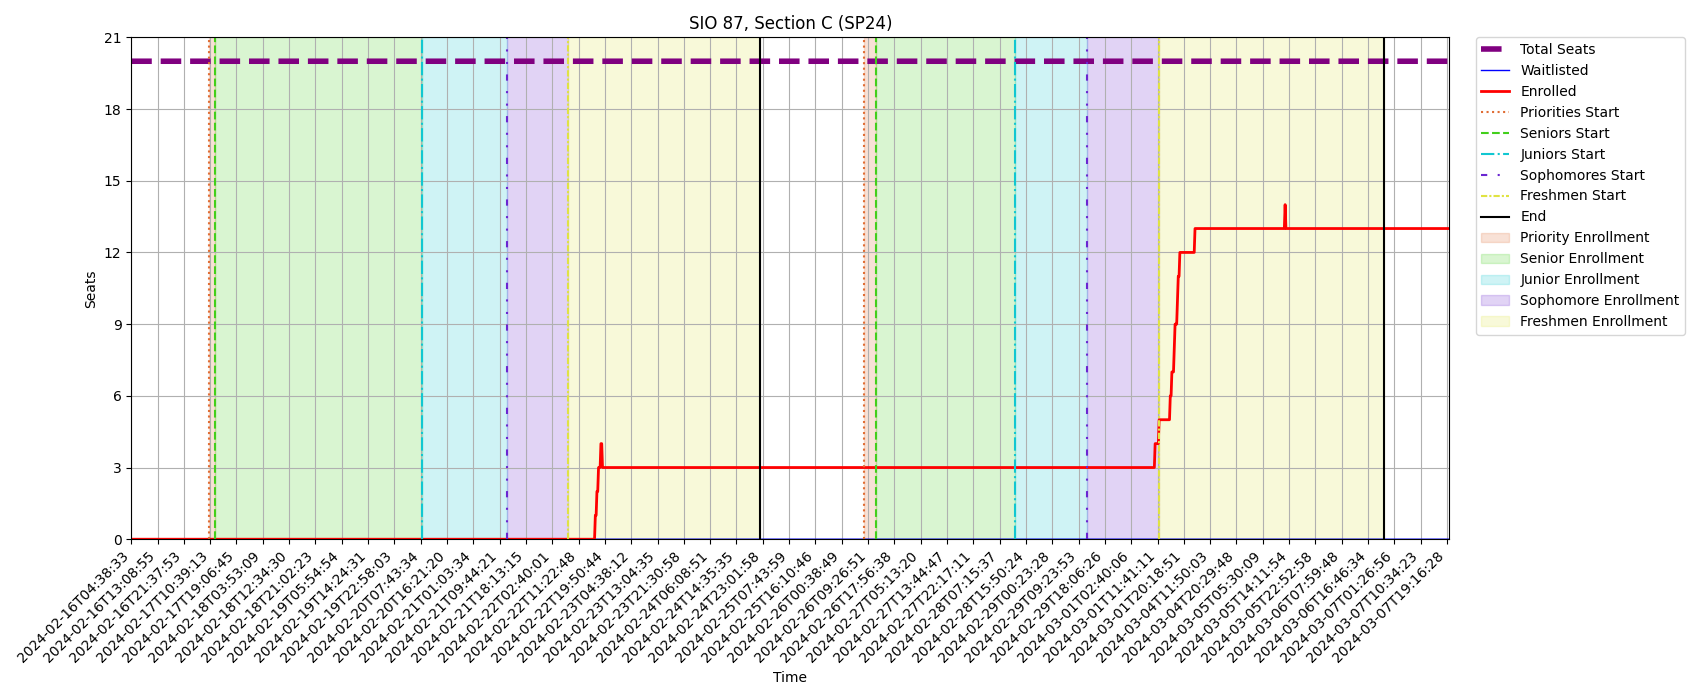 SIO 87, Section C (SP24)
21
18
15
12
9
6
3
0
Seats
2024-02-16T04:38:33
2024-02-16T13:08:55
2024-02-16T21:37:53
2024-02-17T10:39:13
2024-02-17T19:06:45
2024-02-18T03:53:09
2024-02-18T12:34:30
2024-02-18T21:02:23
2024-02-19T05:54:54
2024-02-19T14:24:31
2024-02-19T22:58:03
2024-02-20T07:43:34
2024-02-20T16:21:20
2024-02-21T01:03:34
2024-02-21T09:44:21
2024-02-21T18:13:15
2024-02-22T02:40:01
2024-02-22T11:22:48
2024-02-22T19:50:44
2024-02-23T04:38:12
2024-02-23T13:04:35
2024-02-23T21:30:58
2024-02-24T06:08:51
2024-02-24T14:35:35
2024-02-24T23:01:58
2024-02-25T07:43:59
2024-02-25T16:10:46
2024-02-26T00:38:49
2024-02-26T09:26:51
2024-02-26T17:56:38
2024-02-27T05:13:20
2024-02-27T13:44:47
2024-02-27T22:17:11
2024-02-28T07:15:37
2024-02-28T15:50:24
2024-02-29T00:23:28
2024-02-29T09:23:53
2024-02-29T18:06:26
2024-03-01T02:40:06
2024-03-01T11:41:11
2024-03-01T20:18:51
2024-03-04T11:50:03
2024-03-04T20:29:48
2024-03-05T05:30:09
2024-03-05T14:11:54
2024-03-05T22:52:58
2024-03-06T07:59:48
2024-03-06T16:46:34
2024-03-07T01:26:56
2024-03-07T10:34:23
2024-03-07T19:16:28
Time
Total Seats
Waitlisted
Enrolled
Priorities Start
Seniors Start
Juniors Start
Sophomores Start
Freshmen Start
End
Priority Enrollment
Senior Enrollment
Junior Enrollment
Sophomore Enrollment
Freshmen Enrollment